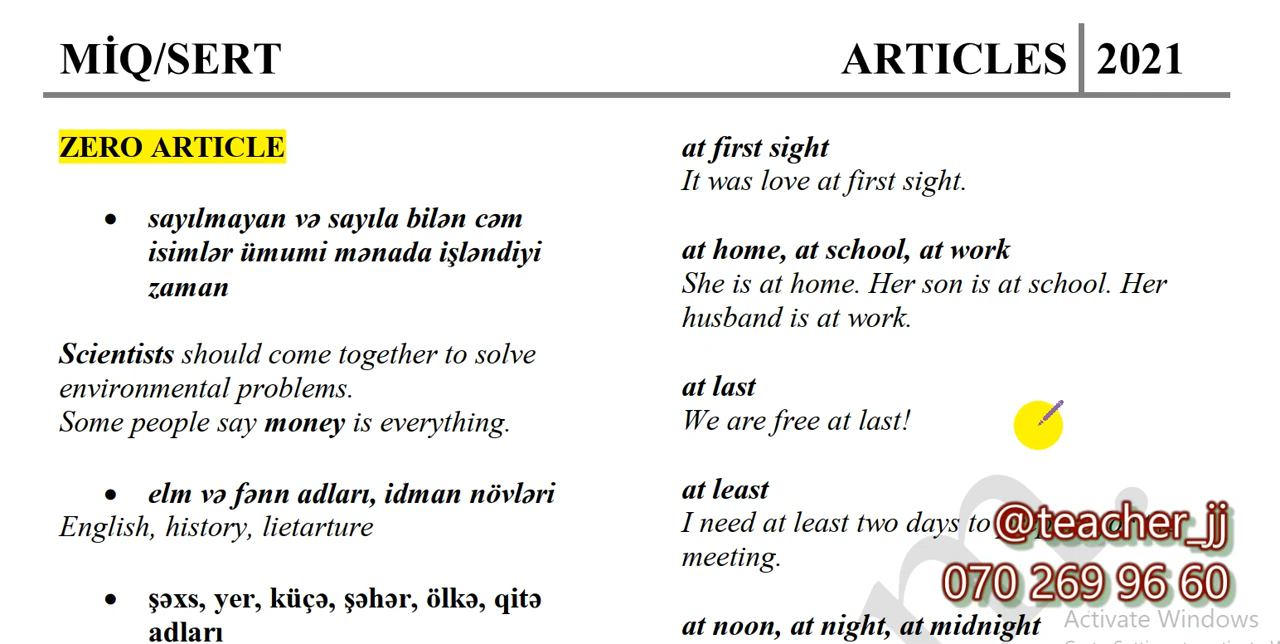 MİQ/SERT
ARTICLES 2021
ZERO ARTICLE
• sayılmayan və sayıla bilən cəm
isimlər ümumi mənada işləndiyi
zaman
Scientists should come together to solve
environmental problems.
Some people say money is everything.
• elm və fənn adları, idman növləri
English, history, lietarture
• şəxs, yer, küçə, şəhər, ölkə, qitə
adları
at first sight
It was love at first sight.
at home, at school, at work
She is at home. Her son is at school. Her
husband is at work.
at last
We are free at last!
at least
I need at least two days to
meeting.
at noon, at night, at midnight
@teacher_jj
070 269 96 60
Activate Windows